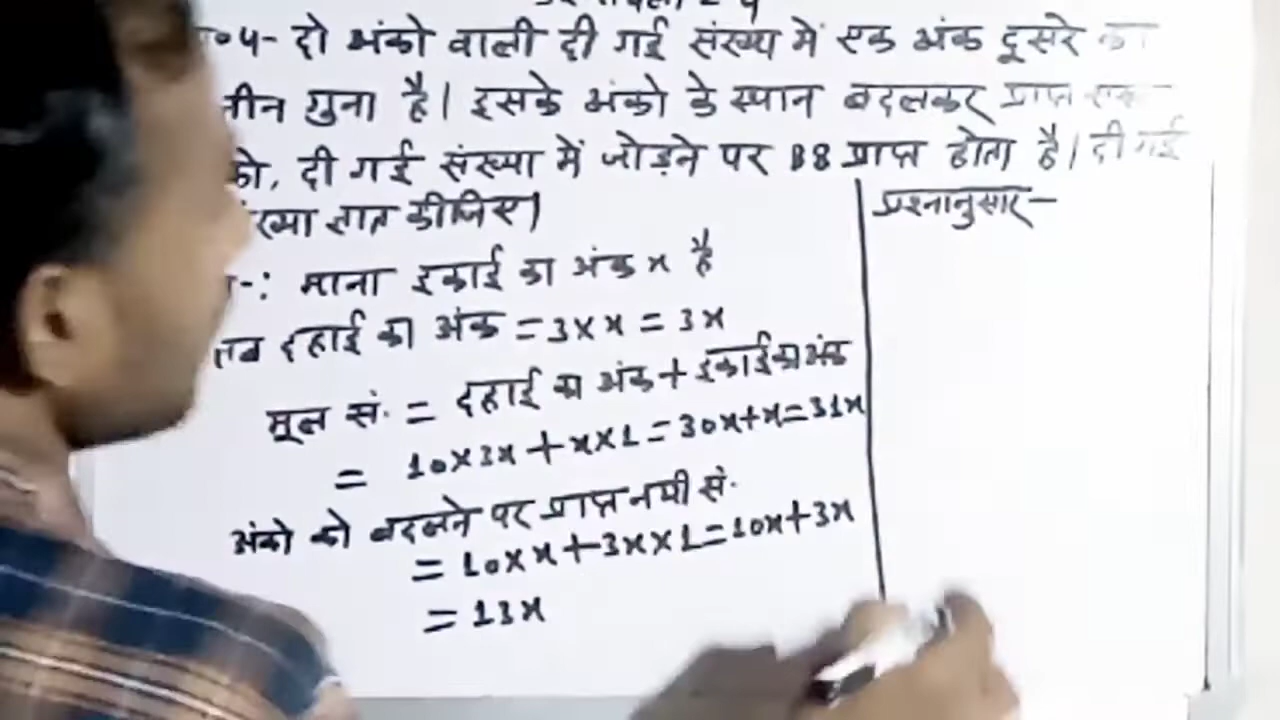 दो अंको वाली दी गई संख्या में एक अंक दूसरे का
तीन गुना है। इसके अंको के स्थान बदलकर प्राप्त
को, दी गई संख्या में जोड़ने पर 88 प्राप्त होता है। दी गई
संख्या ज्ञात कीजिए।
माना इकाई का अंक x है
तब दहाई का अंक = 3×x = 3x
मूल सं. = दहाई का अंक + इकाई का अंक
= 10×3x + x×1 = 30x+x = 31x
अंको को बदलने पर प्राप्त नयी सं.
= 10×x + 3x×1 = 10x+3x
= 13x
प्रश्नानुसार-